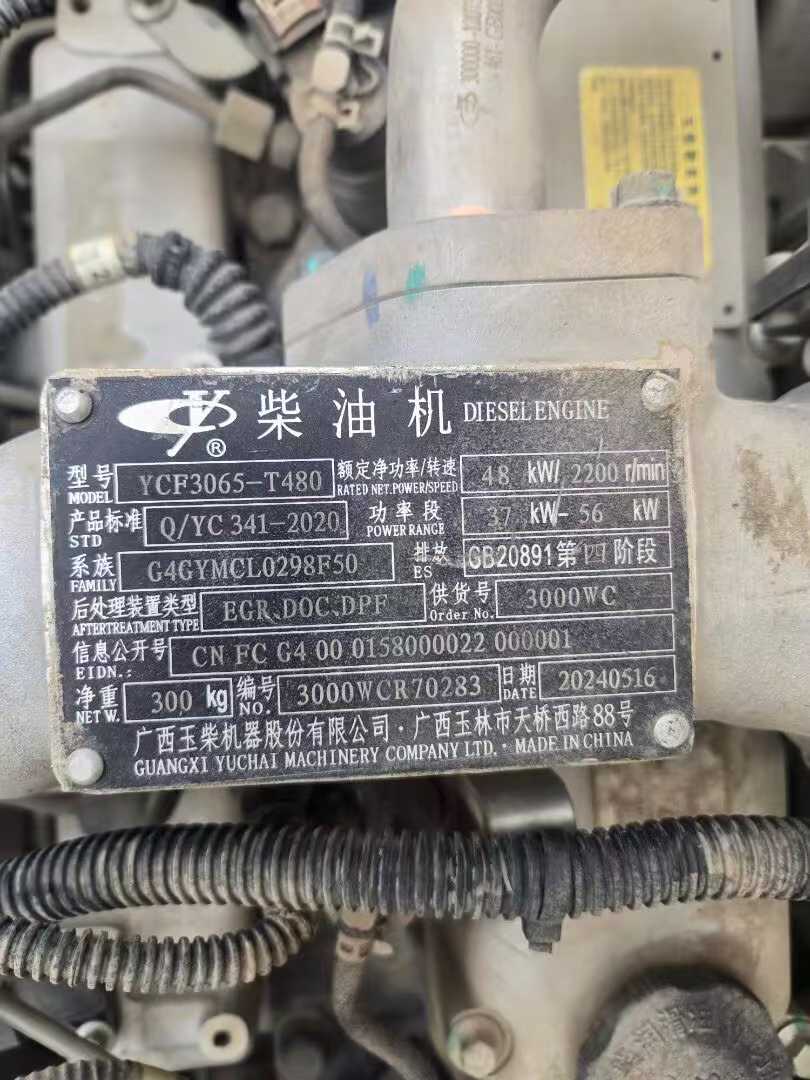 柴油机 DIESEL ENGINE
®
型号 MODEL YCF3065-T480 额定净功率/转速 RATED NET.POWER/SPEED 48 kW/ 2200 r/min
产品标准 STD Q/YC 341-2020 功率段 POWER RANGE 37 kW- 56 kW
系族 FAMILY G4GYMCL0298F50 排放 ES GB20891第四阶段
后处理装置类型 AFTERTREATMENT TYPE EGR、DOC、DPF 供货号 Order No. 3000WC
信息公开号 EIDN.: CN FC G4 00 0158000022 000001
净重 NET W. 300 kg 编号 NO. 3000WCR70283 日期 DATE 20240516
广西玉柴机器股份有限公司·广西玉林市天桥西路88号
GUANGXI YUCHAI MACHINERY COMPANY LTD. · MADE IN CHINA